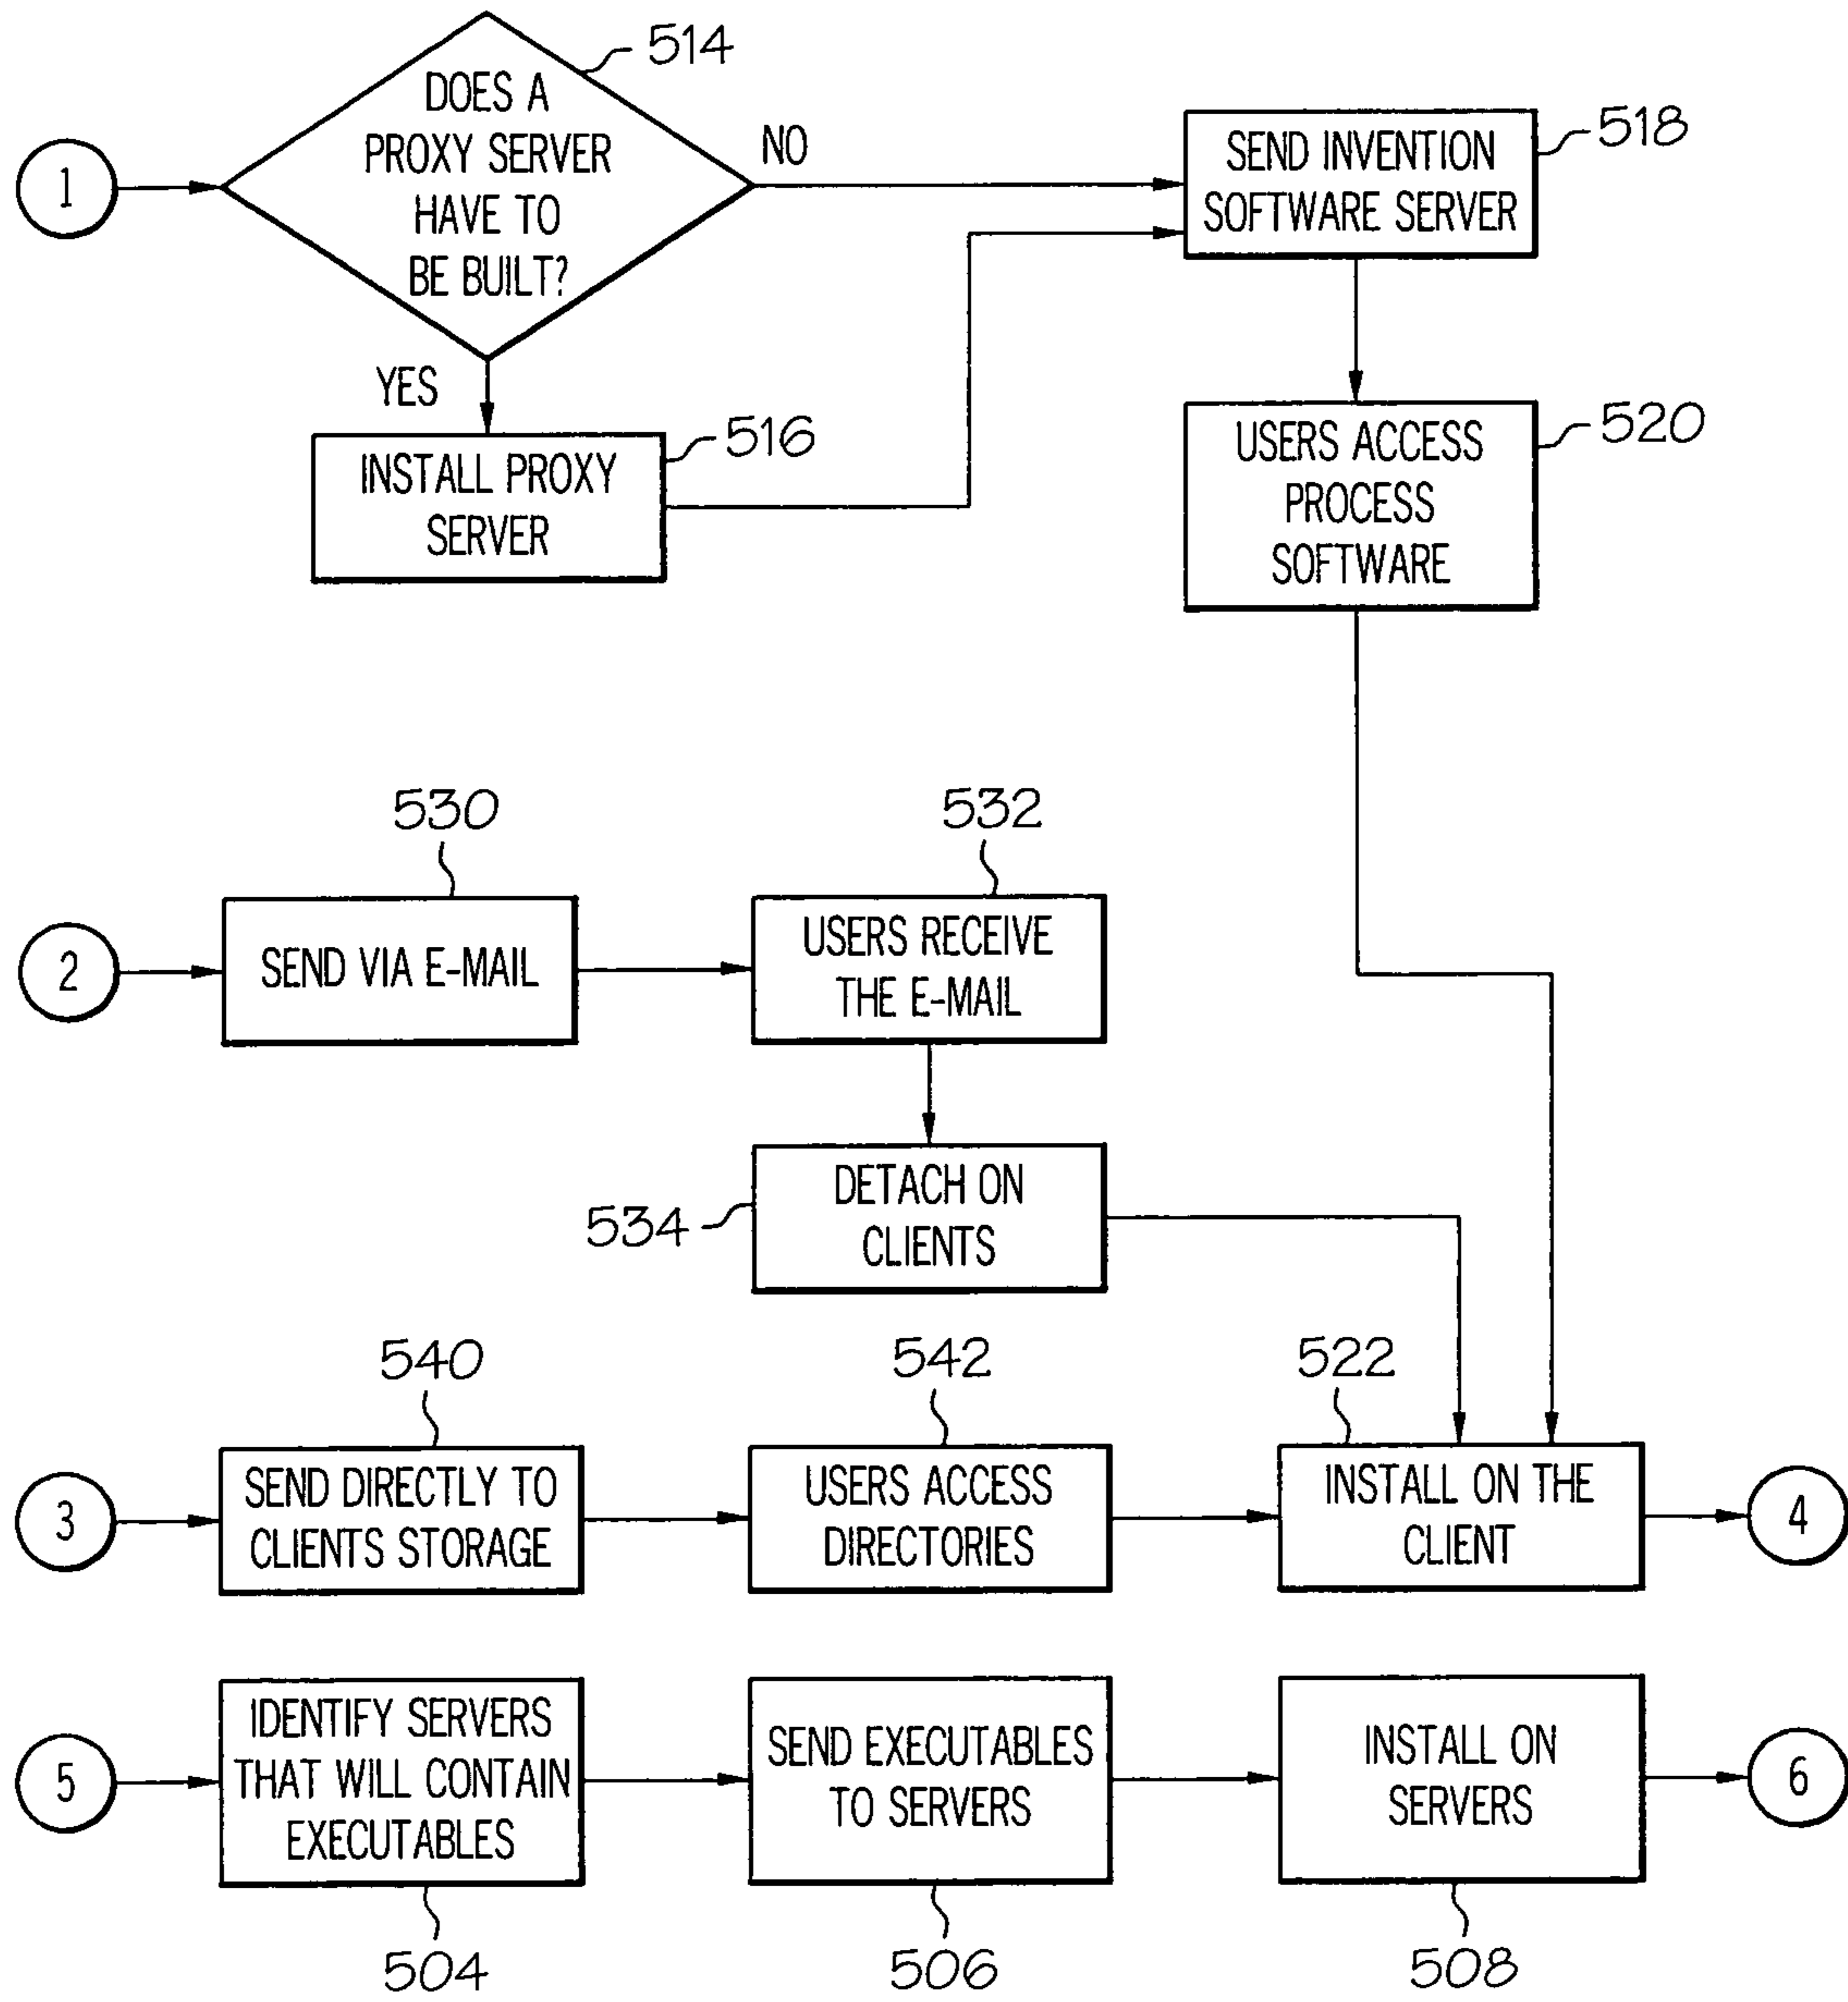 514
DOES A
PROXY SERVER
HAVE TO
BE BUILT?
1
NO
YES
518
SEND INVENTION
SOFTWARE SERVER
516
INSTALL PROXY
SERVER
520
USERS ACCESS
PROCESS
SOFTWARE
530
532
2
SEND VIA E-MAIL
USERS RECEIVE
THE E-MAIL
534
DETACH ON
CLIENTS
540
542
522
3
SEND DIRECTLY TO
CLIENTS STORAGE
USERS ACCESS
DIRECTORIES
INSTALL ON THE
CLIENT
4
5
IDENTIFY SERVERS
THAT WILL CONTAIN
EXECUTABLES
SEND EXECUTABLES
TO SERVERS
INSTALL ON
SERVERS
6
504
506
508